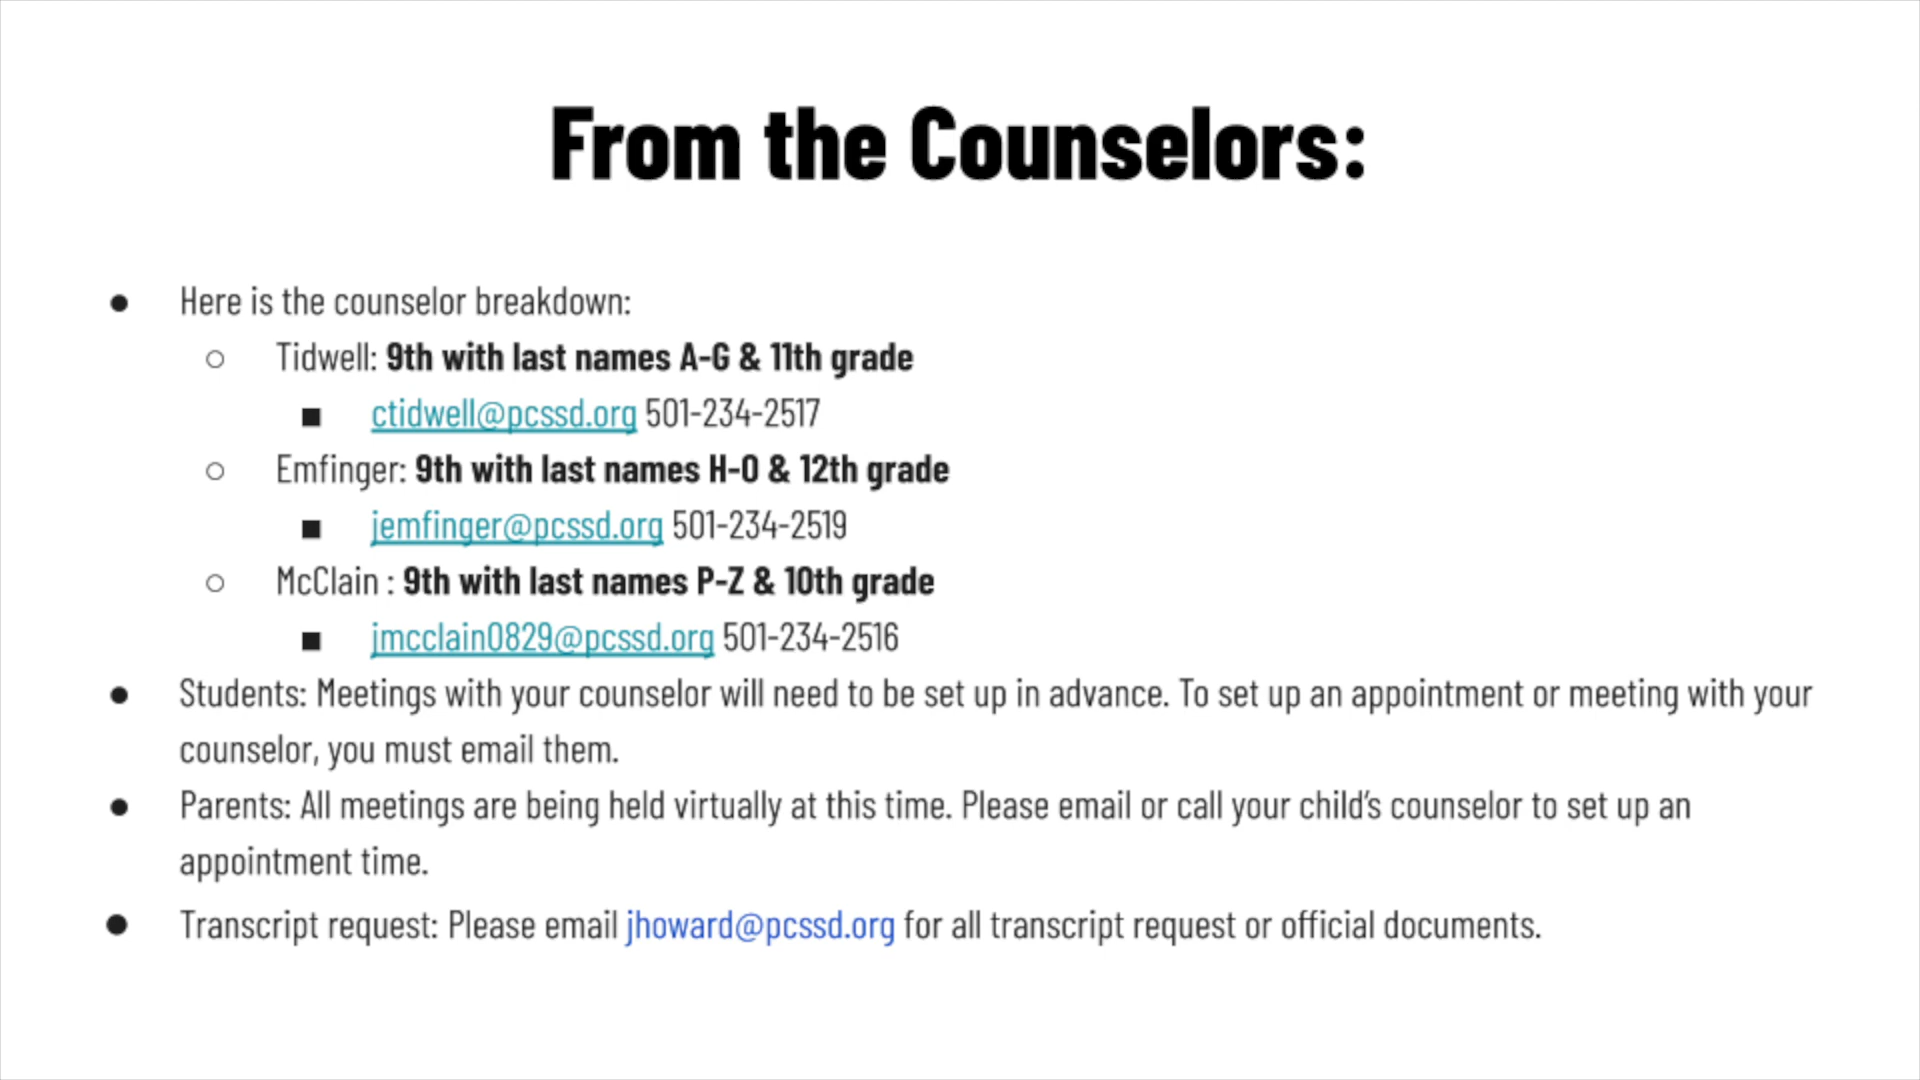 From the Counselors:
● Here is the counselor breakdown:
○ Tidwell: 9th with last names A-G & 11th grade
■ ctidwell@pcssd.org 501-234-2517
○ Emfinger: 9th with last names H-O & 12th grade
■ jemfinger@pcssd.org 501-234-2519
○ McClain : 9th with last names P-Z & 10th grade
■ jmcclain0829@pcssd.org 501-234-2516
● Students: Meetings with your counselor will need to be set up in advance. To set up an appointment or meeting with your
counselor, you must email them.
● Parents: All meetings are being held virtually at this time. Please email or call your child’s counselor to set up an
appointment time.
● Transcript request: Please email jhoward@pcssd.org for all transcript request or official documents.